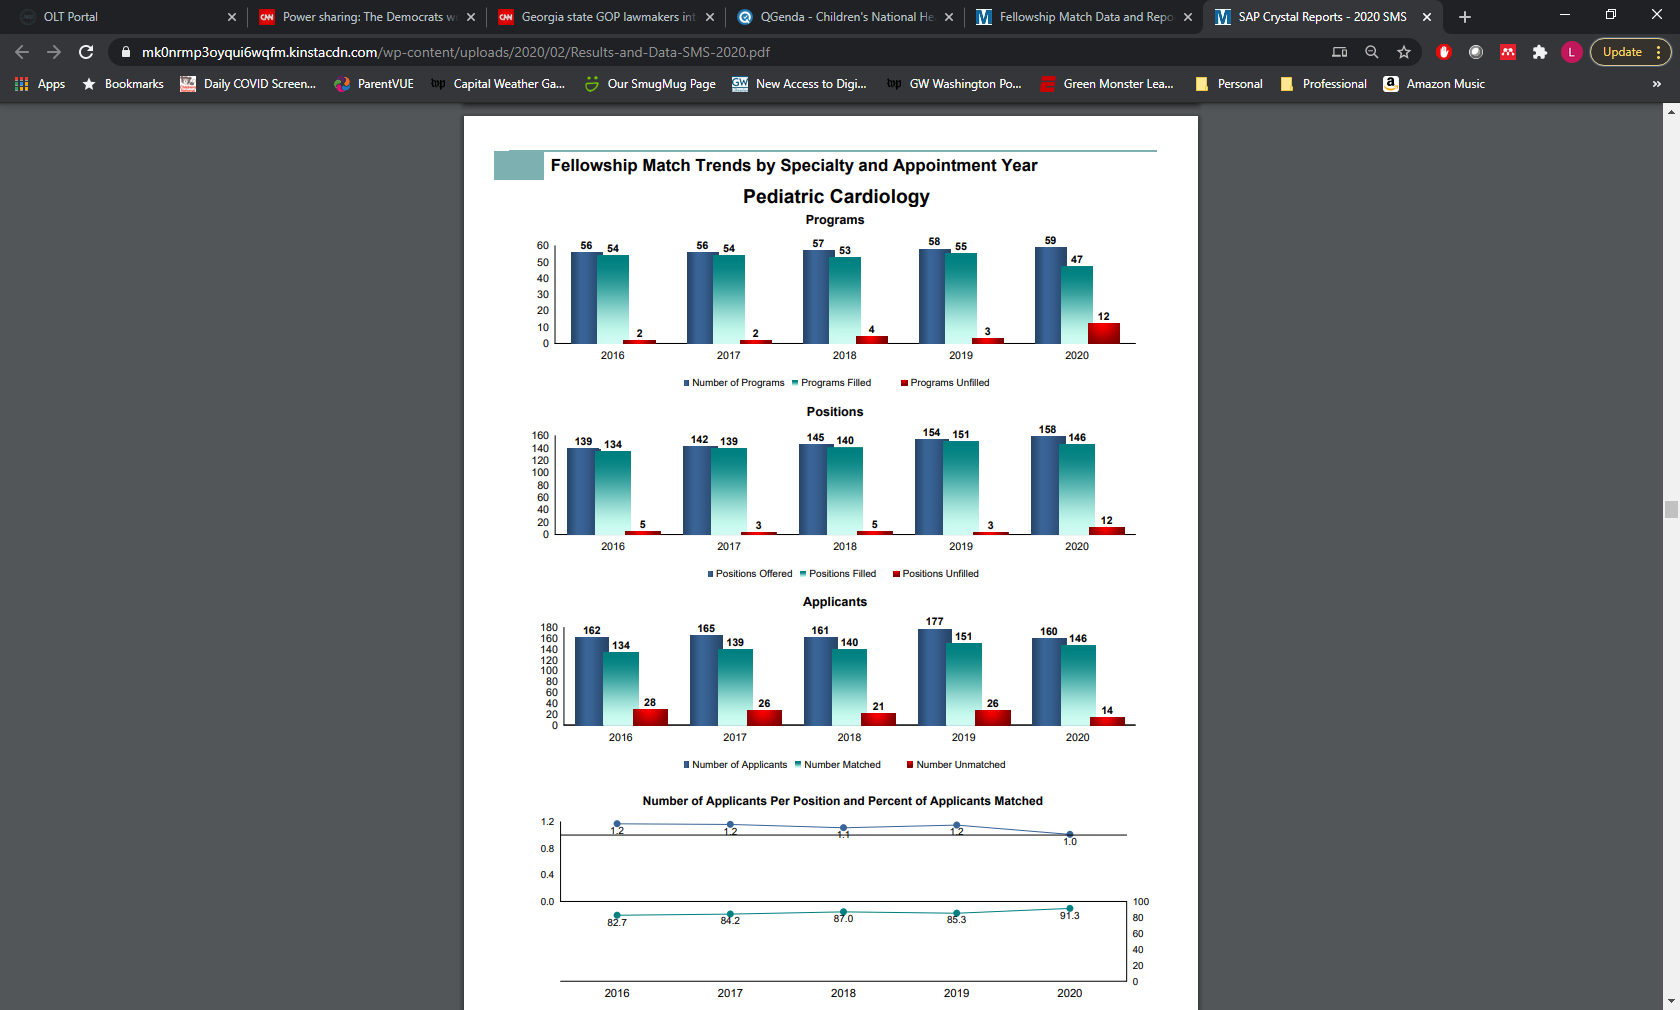 OLT Portal
Power sharing: The Democrats w
Georgia state GOP lawmakers int
QGenda - Children's National He
Fellowship Match Data and Repo
SAP Crystal Reports - 2020 SMS
mk0nrmp3oyqui6wqfm.kinstacdn.com/wp-content/uploads/2020/02/Results-and-Data-SMS-2020.pdf
L
Update
Apps
Bookmarks
Daily COVID Screen...
ParentVUE
wp
Capital Weather Ga...
Our SmugMug Page
GW
New Access to Digi...
wp
GW Washington Po...
Green Monster Lea...
Personal
Professional
Amazon Music
»
Fellowship Match Trends by Specialty and Appointment Year
Pediatric Cardiology
Programs
60 50 40 30 20 10 0
56 54 2
56 54 2
57 53 4
58 55 3
59 47 12
2016 2017 2018 2019 2020
Number of Programs Programs Filled Programs Unfilled
Positions
160 140 120 100 80 60 40 20 0
139 134 5
142 139 3
145 140 5
154 151 3
158 146 12
2016 2017 2018 2019 2020
Positions Offered Positions Filled Positions Unfilled
Applicants
180 160 140 120 100 80 60 40 20 0
162 134 28
165 139 26
161 140 21
177 151 26
160 146 14
2016 2017 2018 2019 2020
Number of Applicants Number Matched Number Unmatched
Number of Applicants Per Position and Percent of Applicants Matched
1.2 0.8 0.4 0.0
1.2 1.2 1.1 1.2 1.0
100 80 60 40 20 0
82.7 84.2 87.0 85.3 91.3
2016 2017 2018 2019 2020